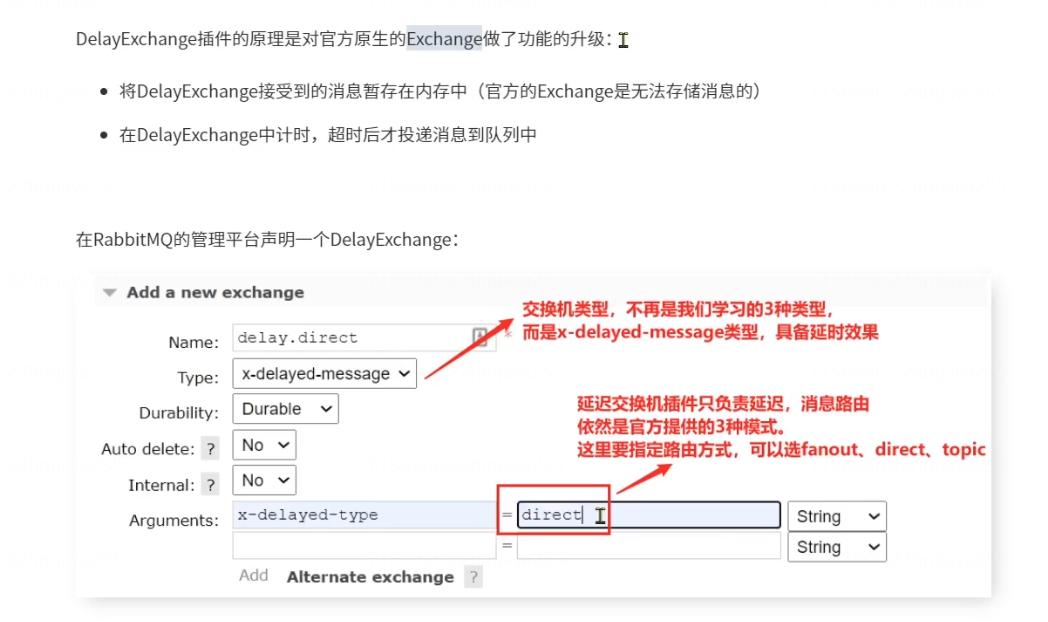 DelayExchange插件的原理是对官方原生的Exchange做了功能的升级：
将DelayExchange接受到的消息暂存在内存中（官方的Exchange是无法存储消息的）
在DelayExchange中计时，超时后才投递消息到队列中
在RabbitMQ的管理平台声明一个DelayExchange：
Add a new exchange
交换机类型，不再是我们学习的3种类型，
而是x-delayed-message类型，具备延时效果
Name: delay.direct *
Type: x-delayed-message
Durability: Durable
延迟交换机插件只负责延迟，消息路由
依然是官方提供的3种模式。
这里要指定路由方式，可以选fanout、direct、topic
Auto delete: ? No
Internal: ? No
Arguments: x-delayed-type = direct String
= String
Add Alternate exchange ?